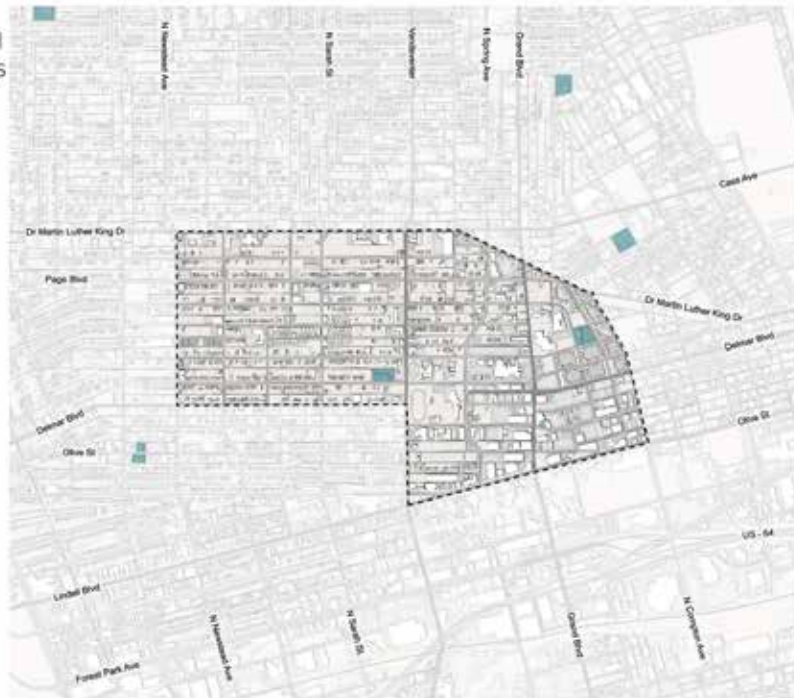 N Newstead Ave
N Sarah St
Vandeventer
N Spring Ave
Grand Blvd
Cass Ave
Dr Martin Luther King Dr
Page Blvd
Dr Martin Luther King Dr
Delmar Blvd
Delmar Blvd
Olive St
Olive St
US - 64
Lindell Blvd
N Newstead Ave
N Sarah St
Grand Blvd
N Compton Ave
Forest Park Ave